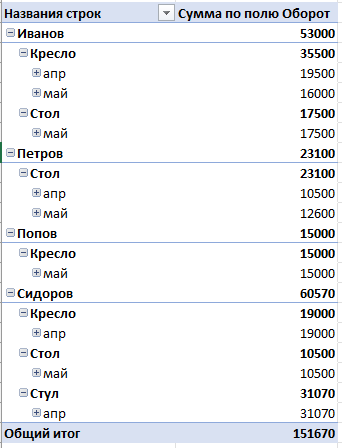 Названия строк Сумма по полю Оборот
Иванов 53000
Кресло 35500
апр 19500
май 16000
Стол 17500
май 17500
Петров 23100
Стол 23100
апр 10500
май 12600
Попов 15000
Кресло 15000
май 15000
Сидоров 60570
Кресло 19000
апр 19000
Стол 10500
май 10500
Стул 31070
апр 31070
Общий итог 151670